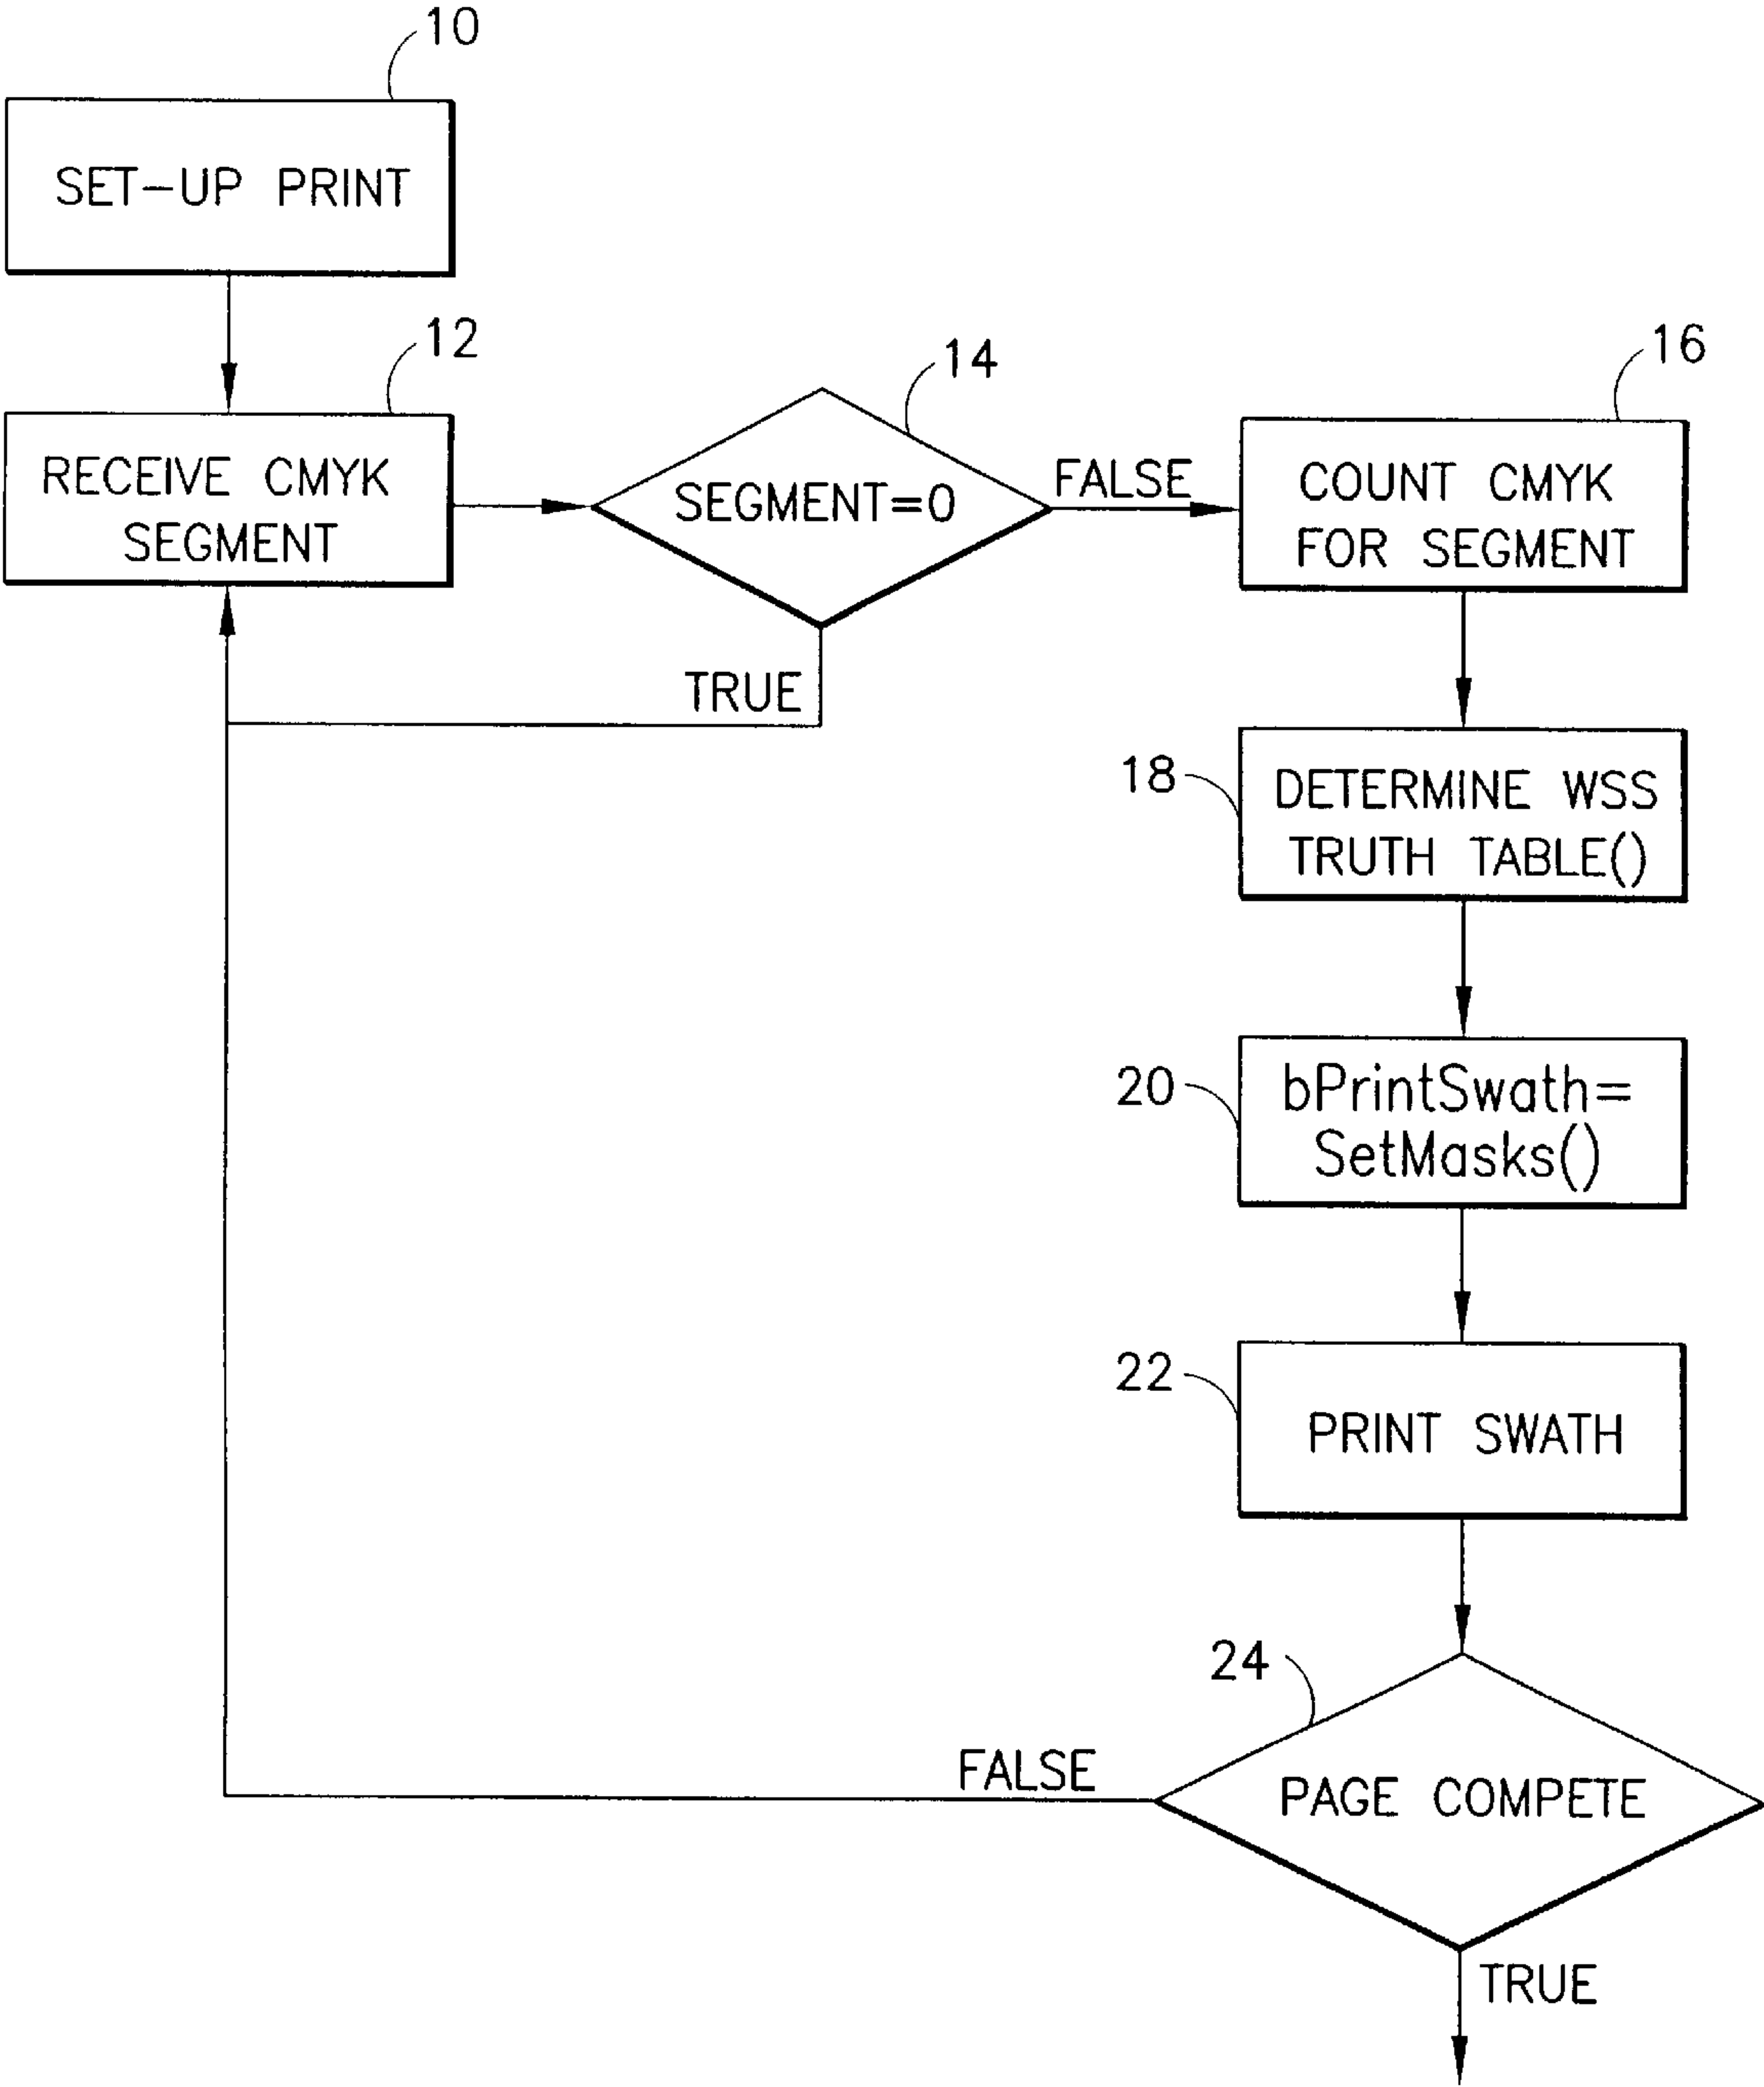 10
SET-UP PRINT
12
RECEIVE CMYK
SEGMENT
14
SEGMENT=0
FALSE
TRUE
16
COUNT CMYK
FOR SEGMENT
18
DETERMINE WSS
TRUTH TABLE()
20
bPrintSwath=
SetMasks()
22
PRINT SWATH
24
PAGE COMPETE
FALSE
TRUE